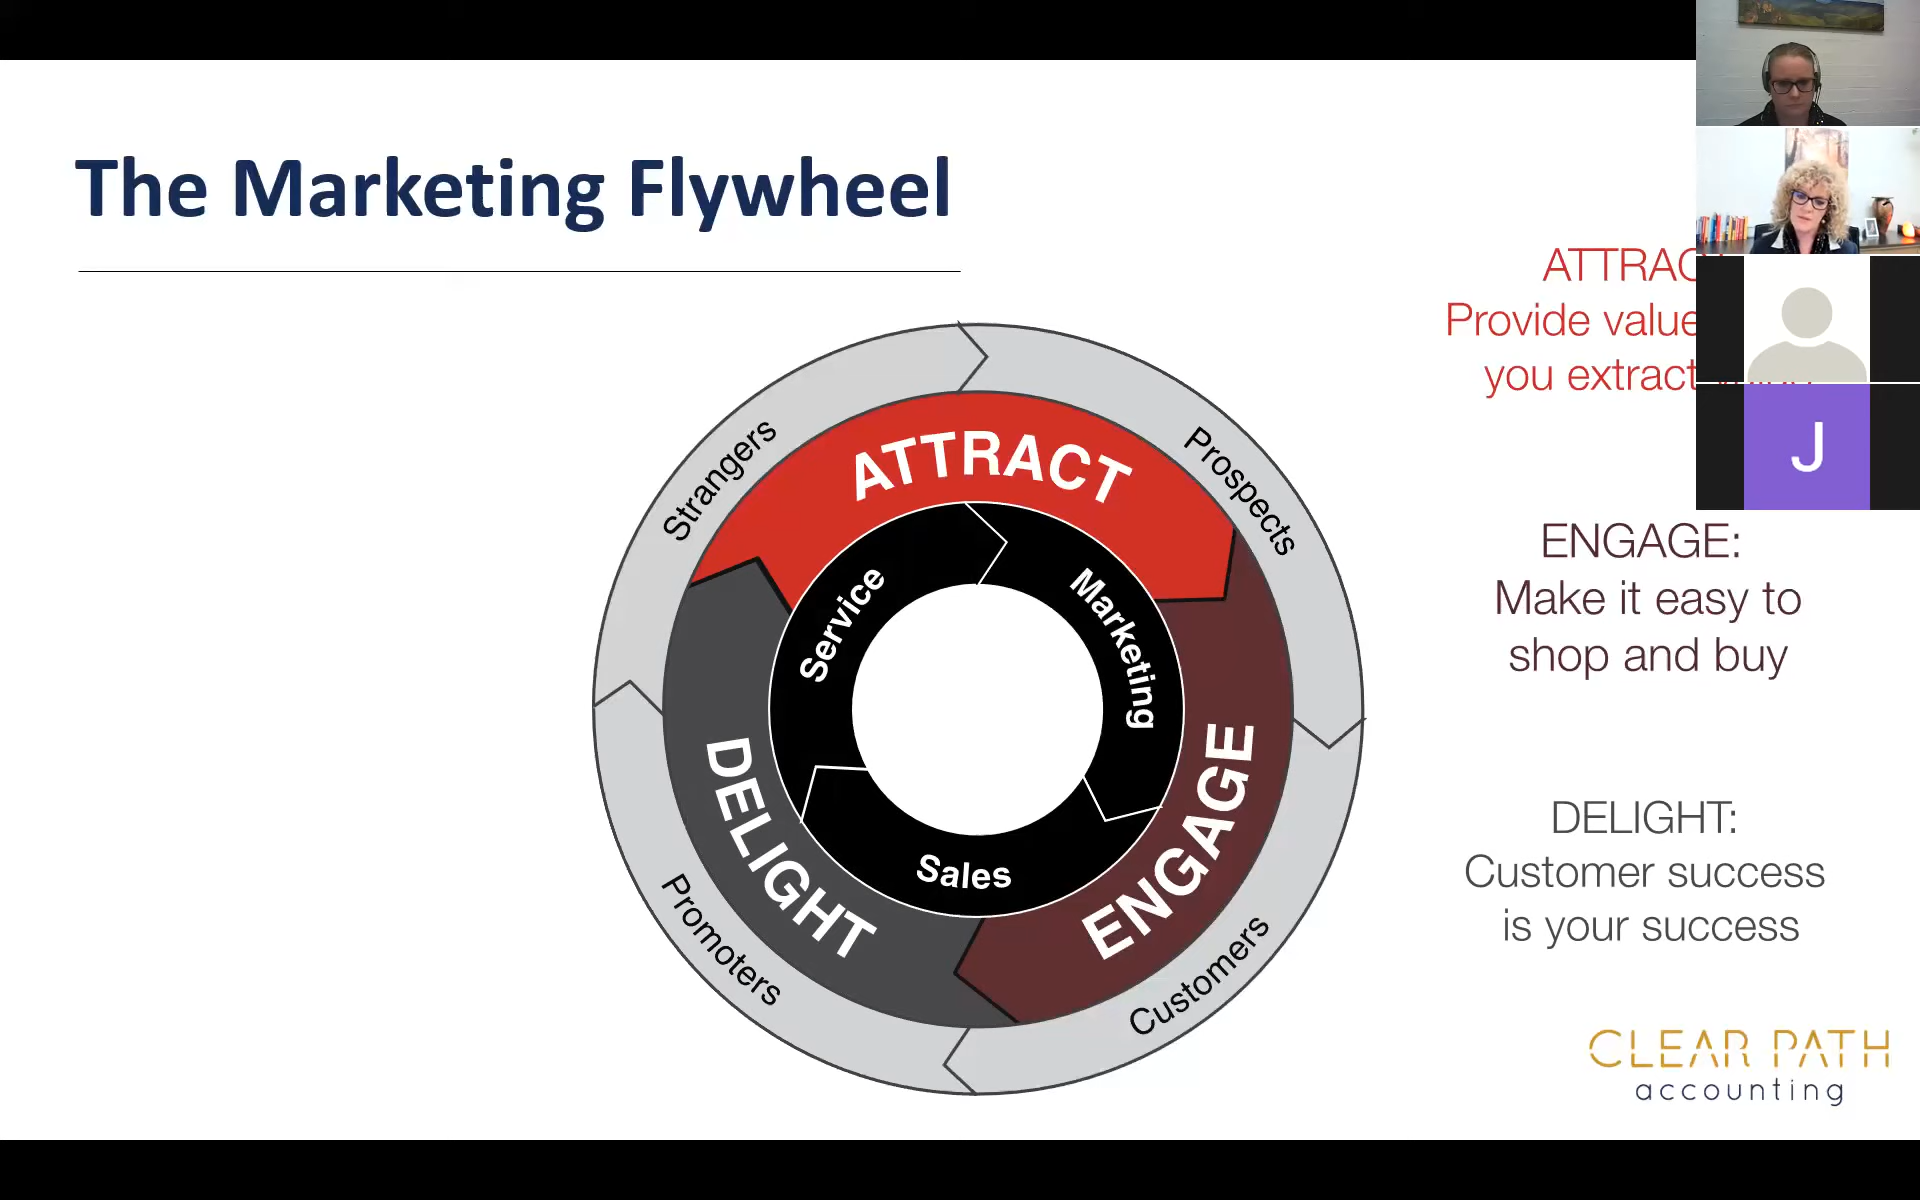 The Marketing Flywheel
ATTRAC
Provide value
you extract
Strangers
Prospects
ATTRACT
Service
Marketing
J
ENGAGE:
Make it easy to
shop and buy
DELIGHT
ENGAGE
Sales
DELIGHT:
Customer success
is your success
Promoters
Customers
CLEAR PATH
accounting